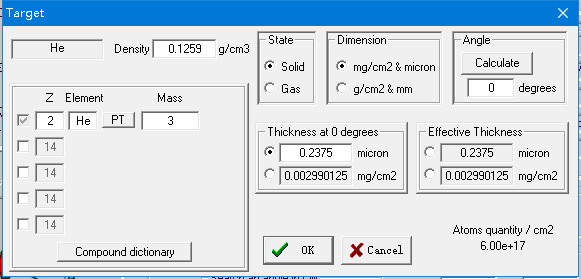 Target
He Density 0.1259 g/cm3
State
Solid
Gas
Dimension
mg/cm2 & micron
g/cm2 & mm
Angle
Calculate
0 degrees
Z Element Mass
2 He PT 3
14
14
14
14
Compound dictionary
Thickness at 0 degrees
0.2375 micron
0.002990125 mg/cm2
Effective Thickness
0.2375 micron
0.002990125 mg/cm2
OK
Cancel
Atoms quantity / cm2
6.00e+17